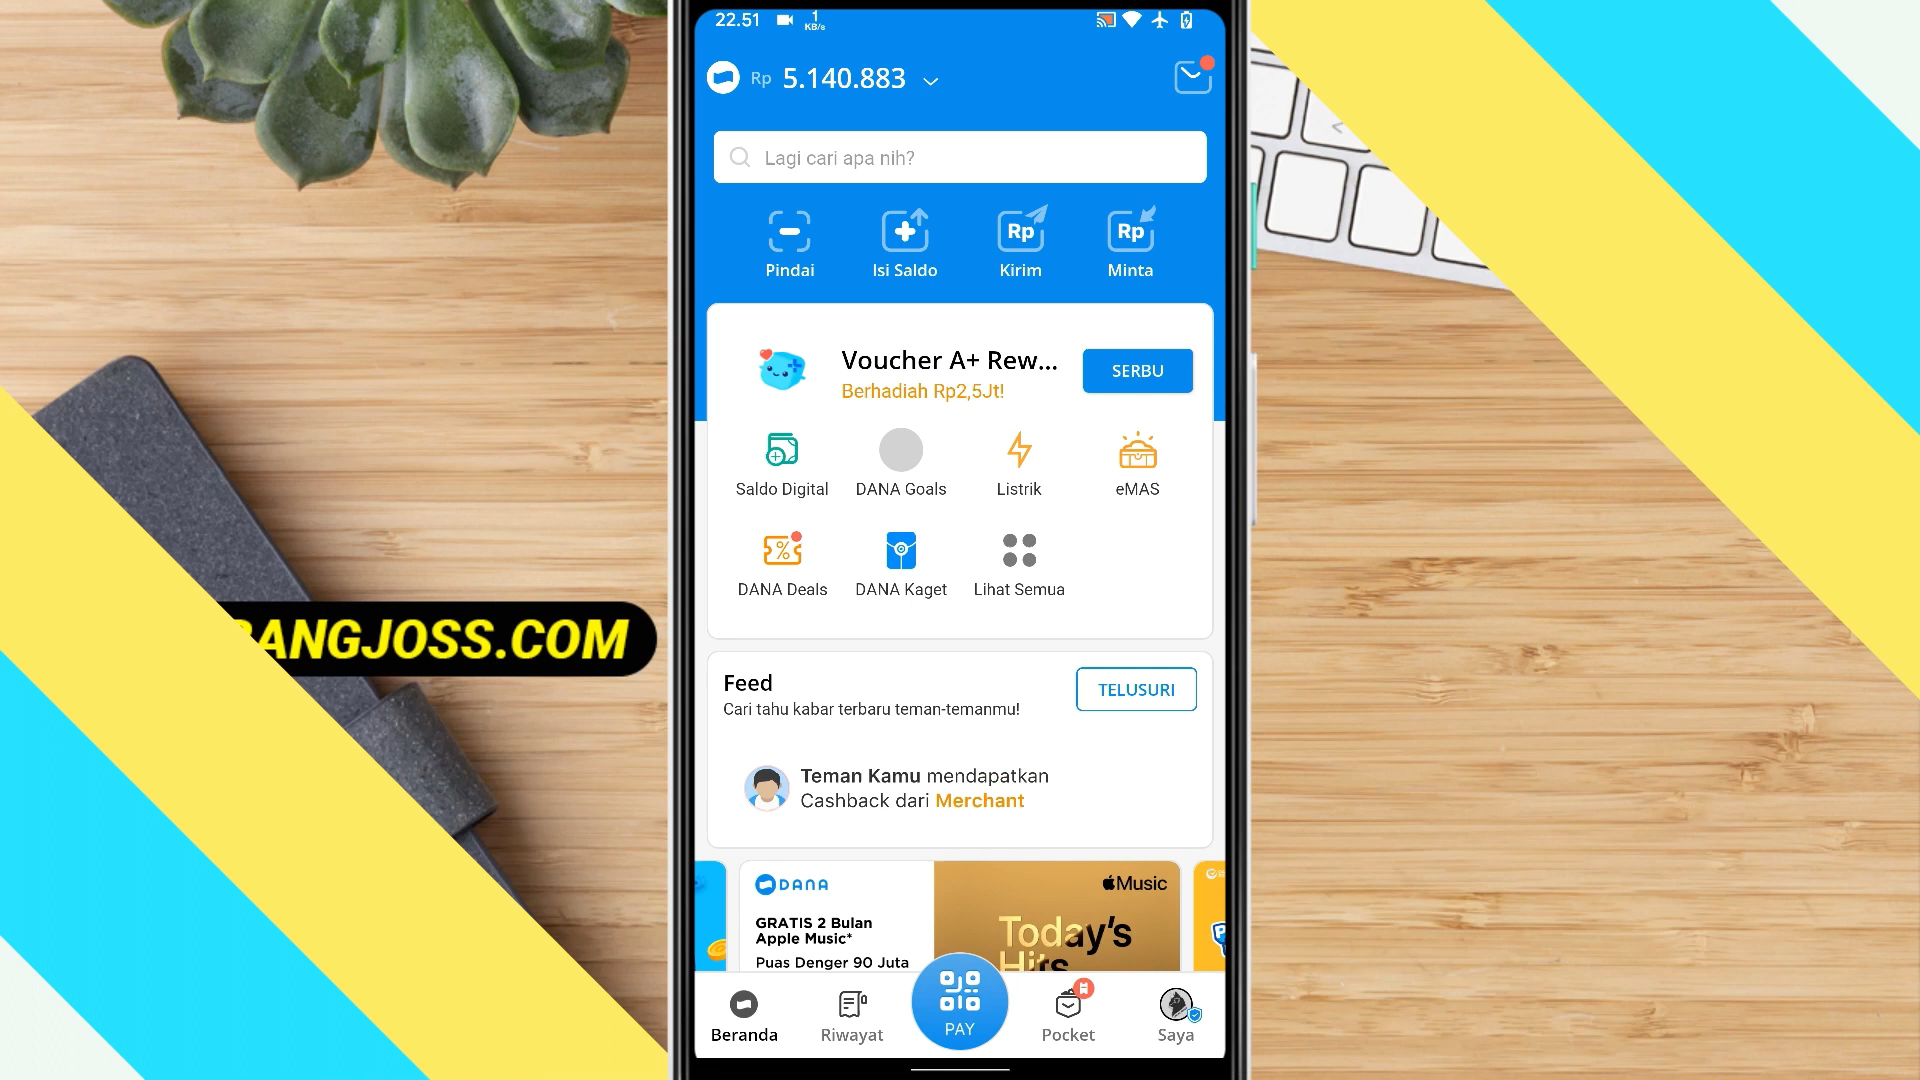 22.51
1
KB/s
Rp 5.140.883
Lagi cari apa nih?
Pindai
Isi Saldo
Rp
Kirim
Rp
Minta
Voucher A+ Rew...
Berhadiah Rp2,5Jt!
SERBU
Saldo Digital
DANA Goals
Listrik
eMAS
DANA Deals
DANA Kaget
Lihat Semua
ANGJOSS.COM
Feed
Cari tahu kabar terbaru teman-temanmu!
TELUSURI
Teman Kamu mendapatkan
Cashback dari Merchant
DANA
GRATIS 2 Bulan
Apple Music*
Puas Denger 90 Juta
Music
Today's
Hits
PAY
Beranda
Riwayat
Pocket
Saya